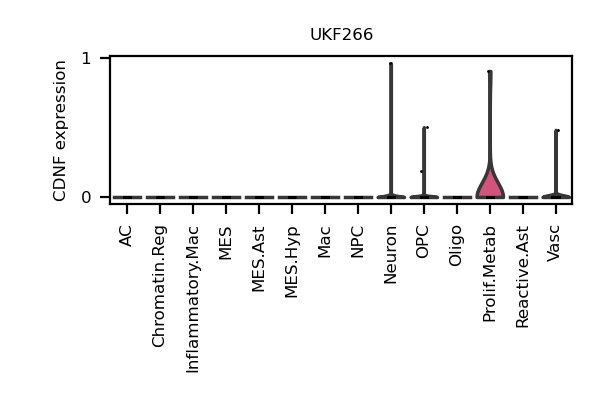 UKF266
CDNF expression
1
0
AC
Chromatin.Reg
Inflammatory.Mac
MES
MES.Ast
MES.Hyp
Mac
NPC
Neuron
OPC
Oligo
Prolif.Metab
Reactive.Ast
Vasc